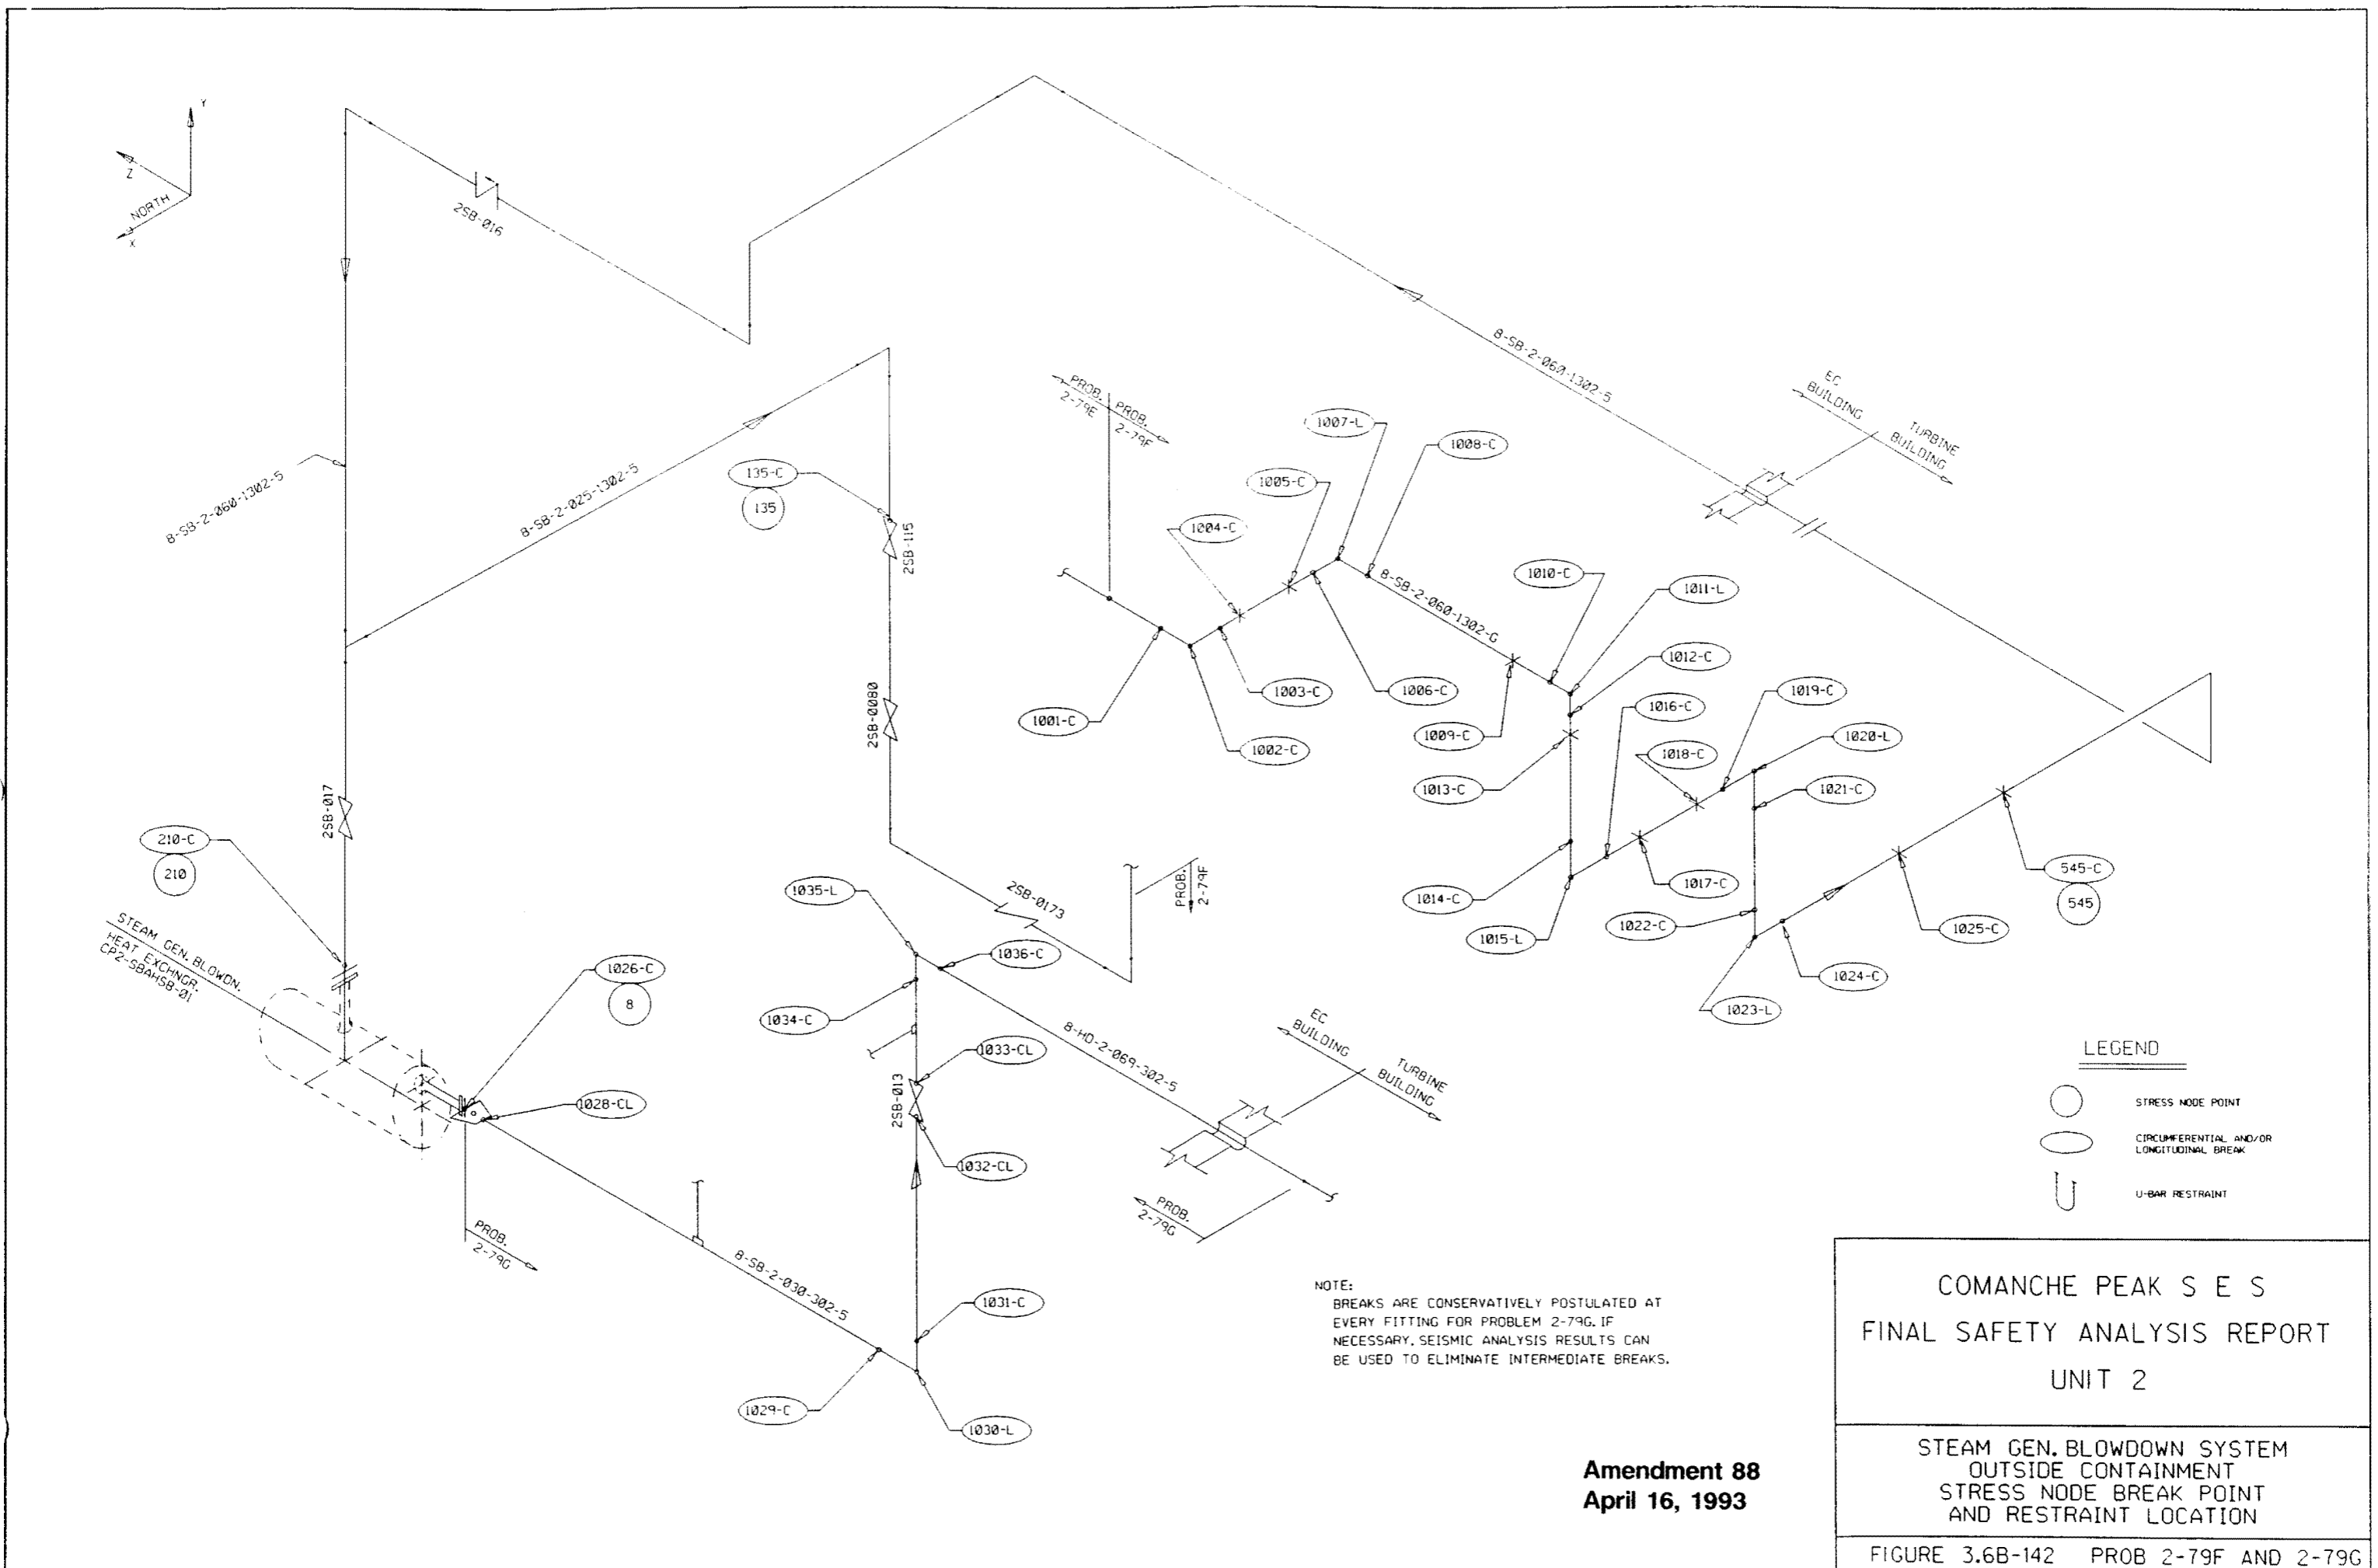 Y
Z
NORTH
X
2SB-016
8-SB-2-060-1302-5
EC
BUILDING
TURBINE
BUILDING
PROB.
2-79E
PROB.
2-79F
8-SB-2-060-1302-5
8-SB-2-025-1302-5
135-C
135
2SB-115
1007-L
1008-C
1005-C
1004-C
8-SB-2-060-1302-G
1010-C
1011-L
1012-C
1003-C
1006-C
1001-C
1002-C
1009-C
1016-C
1019-C
1018-C
1020-L
1013-C
1021-C
2SB-0080
2SB-017
210-C
210
1014-C
1017-C
1015-L
1022-C
1025-C
545-C
545
1024-C
1023-L
PROB.
2-79F
2SB-0173
1035-L
1036-C
1034-C
STEAM GEN. BLOWDN.
HEAT EXCHNGR.
CP2-SBAHSB-01
1026-C
8
1028-CL
1033-CL
2SB-013
1032-CL
8-HD-2-069-302-5
EC
BUILDING
TURBINE
BUILDING
PROB.
2-79G
PROB.
2-79G
8-SB-2-030-302-5
1031-C
1029-C
1030-L
LEGEND
STRESS NODE POINT
CIRCUMFERENTIAL AND/OR
LONGITUDINAL BREAK
U-BAR RESTRAINT
NOTE:
BREAKS ARE CONSERVATIVELY POSTULATED AT
EVERY FITTING FOR PROBLEM 2-79G. IF
NECESSARY, SEISMIC ANALYSIS RESULTS CAN
BE USED TO ELIMINATE INTERMEDIATE BREAKS.
Amendment 88
April 16, 1993
COMANCHE PEAK S E S
FINAL SAFETY ANALYSIS REPORT
UNIT 2
STEAM GEN. BLOWDOWN SYSTEM
OUTSIDE CONTAINMENT
STRESS NODE BREAK POINT
AND RESTRAINT LOCATION
FIGURE 3.6B-142 PROB 2-79F AND 2-79G